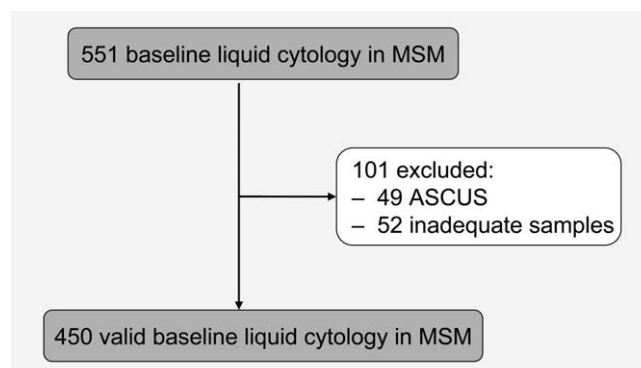 551 baseline liquid cytology in MSM
101 excluded:
– 49 ASCUS
– 52 inadequate samples
450 valid baseline liquid cytology in MSM